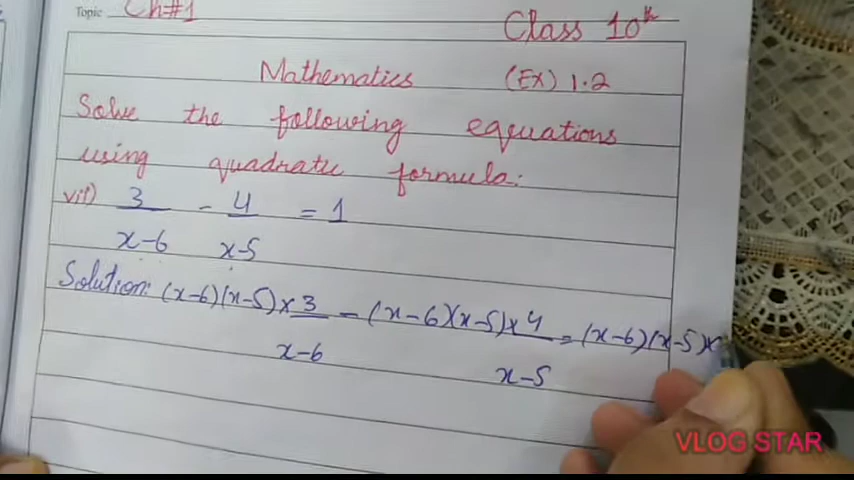 Topic Ch#1
Class 10th
Mathematics (EX) 1.2
Solve the following equations
using quadratic formula:
vii) 3/x-6 - 4/x-5 = 1
Solution: (x-6)(x-5)×3/x-6 - (x-6)(x-5)×4/x-5 = (x-6)(x-5)×
VLOG STAR